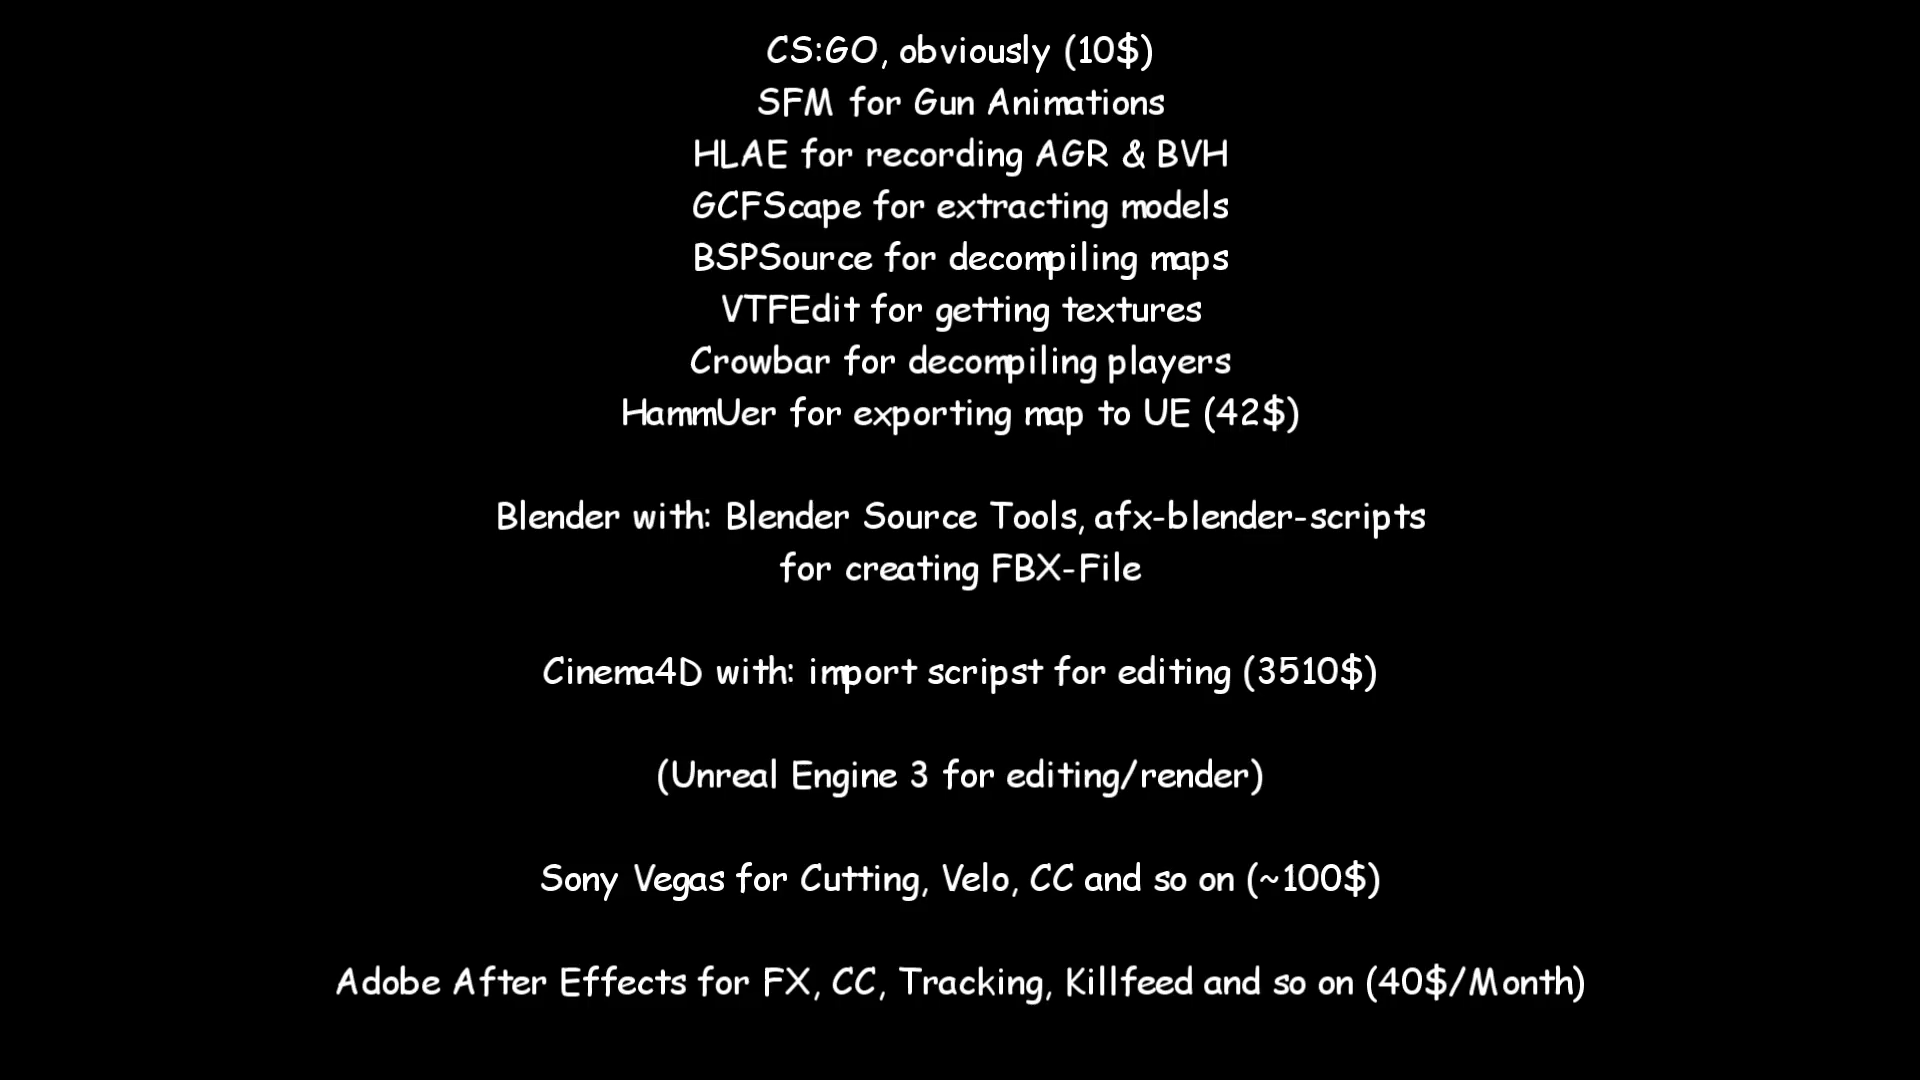 CS:GO, obviously (10$)
SFM for Gun Animations
HLAE for recording AGR & BVH
GCFScape for extracting models
BSPSource for decompiling maps
VTFEdit for getting textures
Crowbar for decompiling players
HammUer for exporting map to UE (42$)
Blender with: Blender Source Tools, afx-blender-scripts
for creating FBX-File
Cinema4D with: import scripst for editing (3510$)
(Unreal Engine 3 for editing/render)
Sony Vegas for Cutting, Velo, CC and so on (~100$)
Adobe After Effects for FX, CC, Tracking, Killfeed and so on (40$/Month)